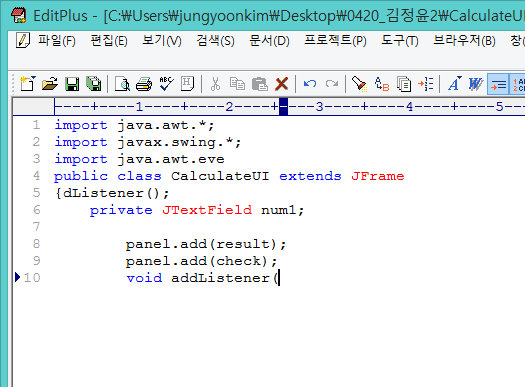 EditPlus - [C:₩Users₩jungyoonkim₩Desktop₩0420_김정윤2₩CalculateUI
파일(F) 편집(E) 보기(V) 검색(S) 문서(D) 프로젝트(P) 도구(T) 브라우저(B) 창(
----+----1----+----2----+----3----+----4----+----5--
1 import java.awt.*;
2 import javax.swing.*;
3 import java.awt.eve
4 public class CalculateUI extends JFrame
5 {dListener();
6 private JTextField num1;
7
8 panel.add(result);
9 panel.add(check);
10 void addListener(